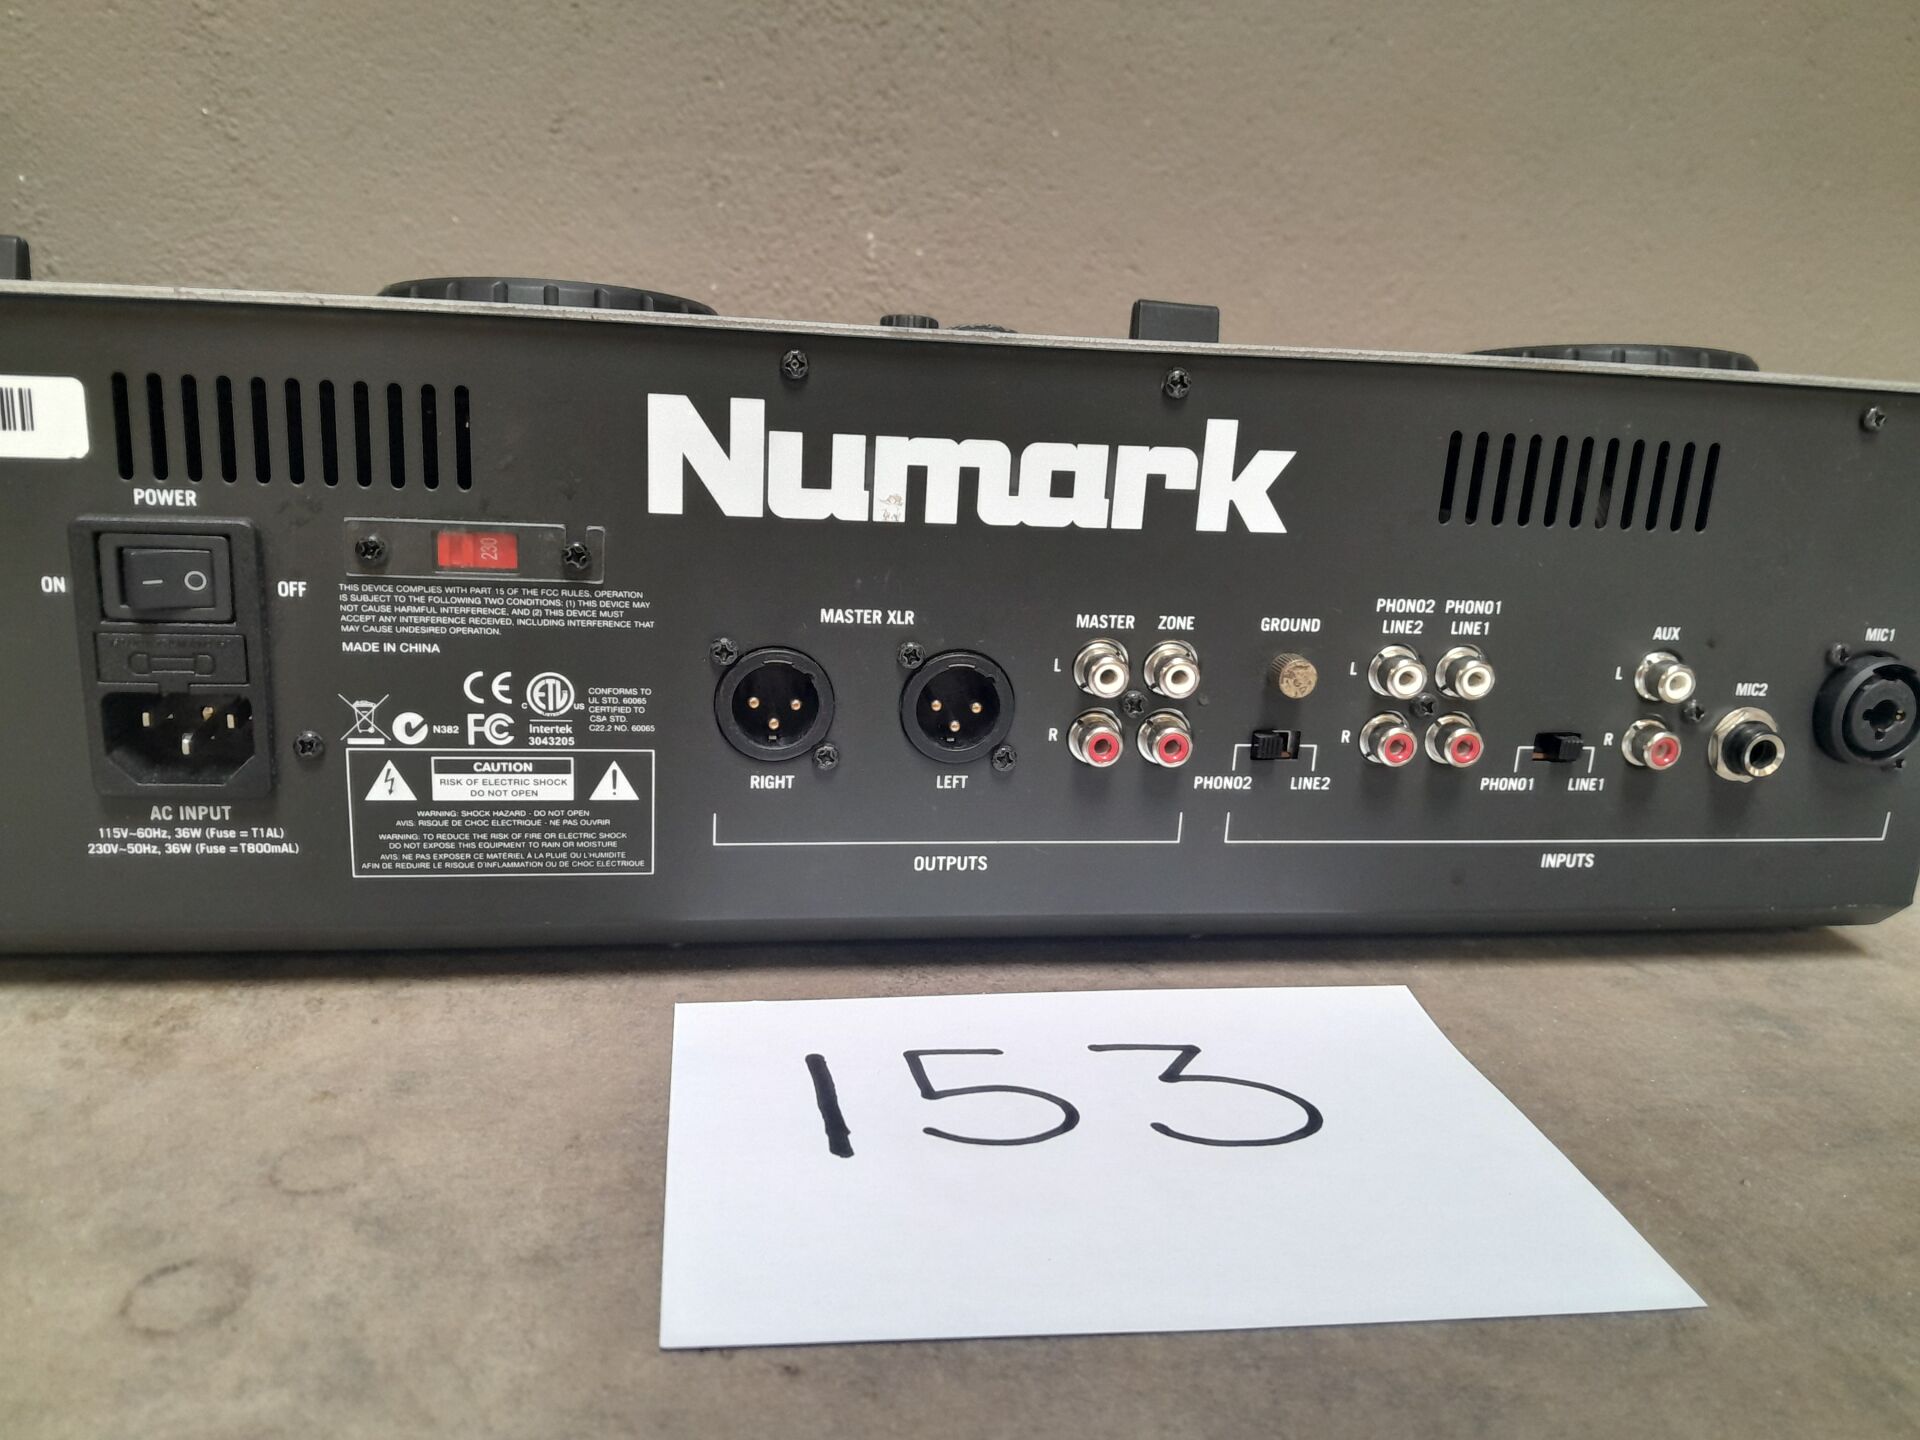 Numark
POWER
ON
OFF
230
THIS DEVICE COMPLIES WITH PART 15 OF THE FCC RULES, OPERATION
IS SUBJECT TO THE FOLLOWING TWO CONDITIONS: (1) THIS DEVICE MAY
NOT CAUSE HARMFUL INTERFERENCE, AND (2) THIS DEVICE MUST
ACCEPT ANY INTERFERENCE RECEIVED, INCLUDING INTERFERENCE THAT
MAY CAUSE UNDESIRED OPERATION.
MADE IN CHINA
CE
ETL
c us
N382
FC
Intertek
3043205
CONFORMS TO
UL STD. 60065
CERTIFIED TO
CSA STD.
C22.2 NO. 60065
CAUTION
RISK OF ELECTRIC SHOCK
DO NOT OPEN
WARNING: SHOCK HAZARD - DO NOT OPEN
AVIS: RISQUE DE CHOC ELECTRIQUE - NE PAS OUVRIR
WARNING: TO REDUCE THE RISK OF FIRE OR ELECTRIC SHOCK
DO NOT EXPOSE THIS EQUIPMENT TO RAIN OR MOISTURE
AVIS: NE PAS EXPOSER CE MATERIEL À LA PLUIE OU L'HUMIDITE
AFIN DE REDUIRE LE RISQUE D'INFLAMMATION OU DE CHOC ELECTRIQUE
AC INPUT
115V~60Hz, 36W (Fuse = T1AL)
230V~50Hz, 36W (Fuse = T800mAL)
MASTER XLR
RIGHT
LEFT
MASTER
ZONE
L
R
OUTPUTS
GROUND
PHONO2
LINE2
PHONO2
LINE2
PHONO1
LINE1
L
R
PHONO1
LINE1
AUX
L
R
MIC2
MIC1
INPUTS
153